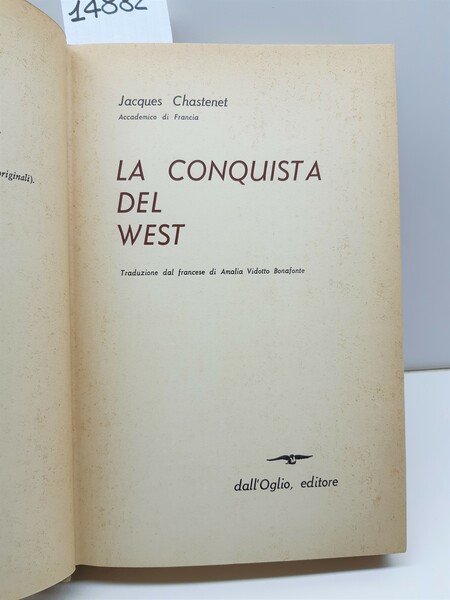 14882
riginali).
Jacques Chastenet
Accademico di Francia
LA CONQUISTA
DEL
WEST
Traduzione dal francese di Amalia Vidotto Bonafonte
dall'Oglio, editore